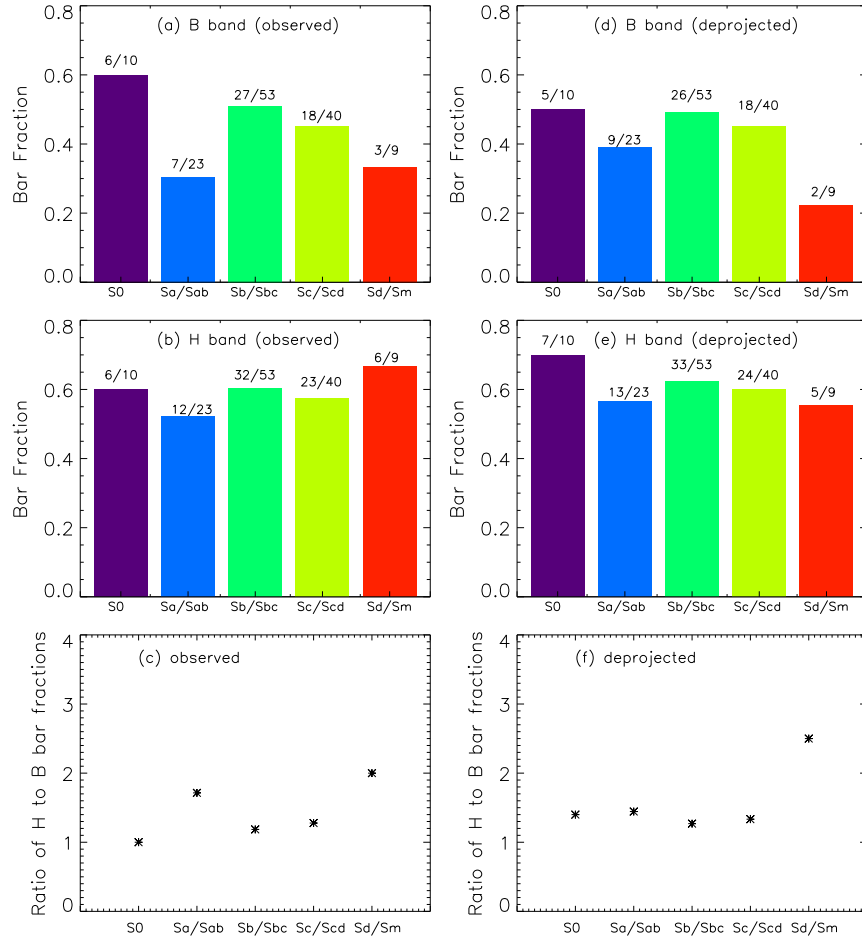 (a) B band (observed)
Bar Fraction
0.8
0.6
0.4
0.2
0.0
6/10
7/23
27/53
18/40
3/9
S0
Sa/Sab
Sb/Sbc
Sc/Scd
Sd/Sm
(d) B band (deprojected)
Bar Fraction
0.8
0.6
0.4
0.2
0.0
5/10
9/23
26/53
18/40
2/9
S0
Sa/Sab
Sb/Sbc
Sc/Scd
Sd/Sm
(b) H band (observed)
Bar Fraction
0.8
0.6
0.4
0.2
0.0
6/10
12/23
32/53
23/40
6/9
S0
Sa/Sab
Sb/Sbc
Sc/Scd
Sd/Sm
(e) H band (deprojected)
Bar Fraction
0.8
0.6
0.4
0.2
0.0
7/10
13/23
33/53
24/40
5/9
S0
Sa/Sab
Sb/Sbc
Sc/Scd
Sd/Sm
(c) observed
Ratio of H to B bar fractions
4
3
2
1
0
S0
Sa/Sab
Sb/Sbc
Sc/Scd
Sd/Sm
(f) deprojected
Ratio of H to B bar fractions
4
3
2
1
0
S0
Sa/Sab
Sb/Sbc
Sc/Scd
Sd/Sm